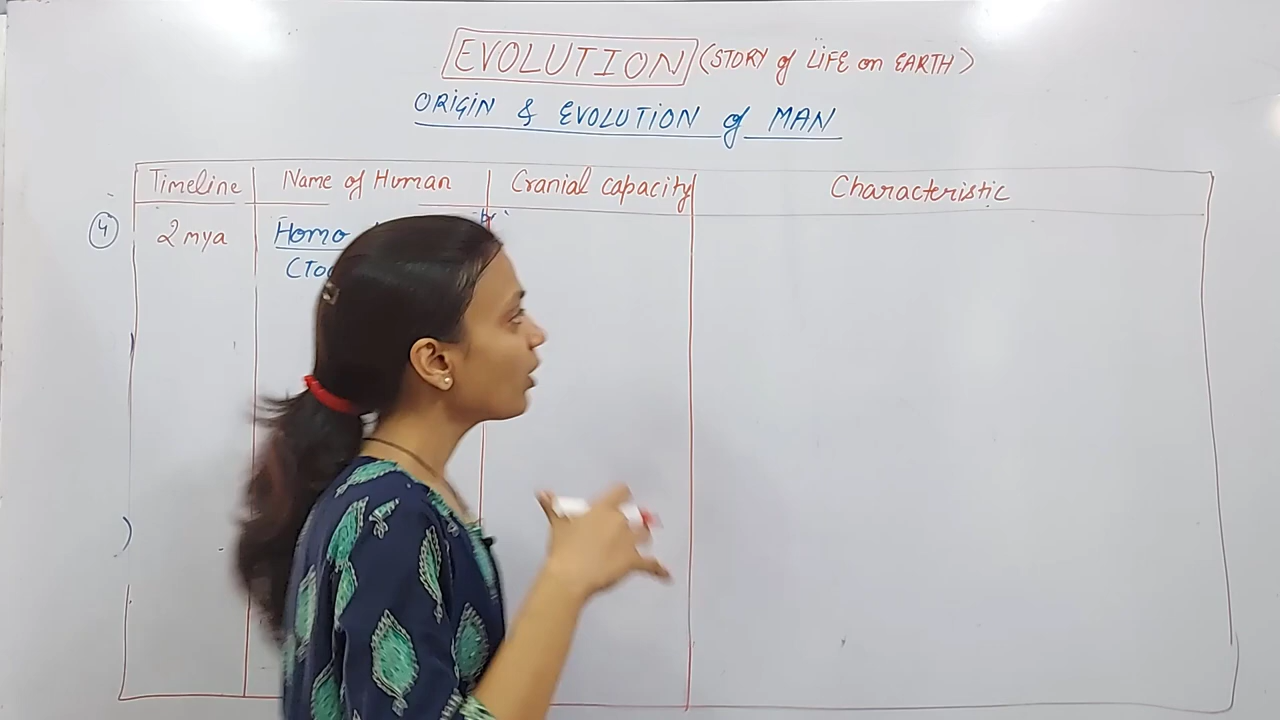 EVOLUTION (STORY of LiFE on EARTH)
ORiGiN & EVOLUTiON of MAN
Timeline Name of Human Cranial capacity Characteristic
4 2 mya Homo